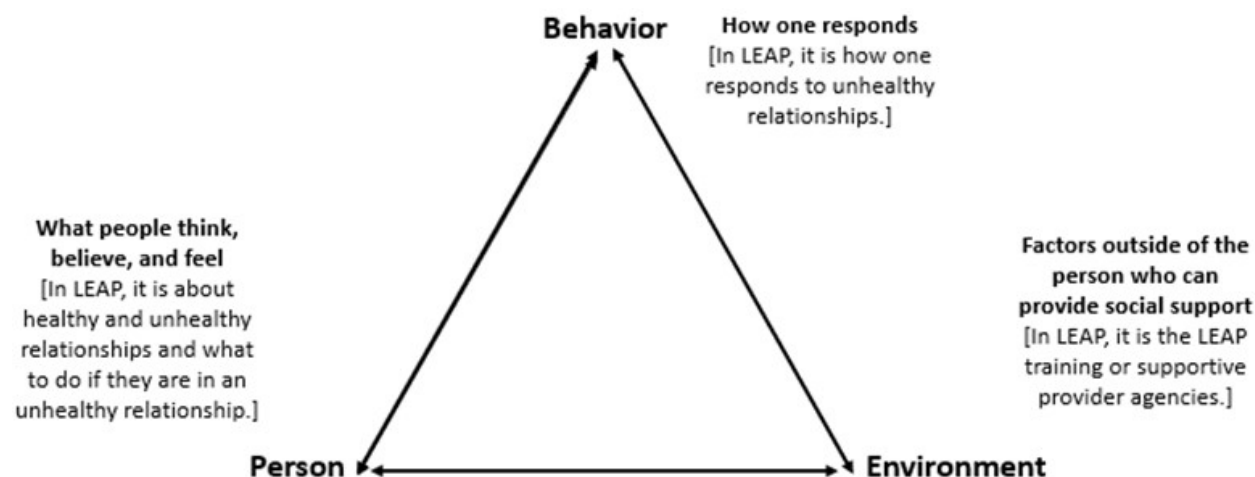 Behavior
How one responds
[In LEAP, it is how one
responds to unhealthy
relationships.]
What people think,
believe, and feel
[In LEAP, it is about
healthy and unhealthy
relationships and what
to do if they are in an
unhealthy relationship.]
Factors outside of the
person who can
provide social support
[In LEAP, it is the LEAP
training or supportive
provider agencies.]
Person
Environment